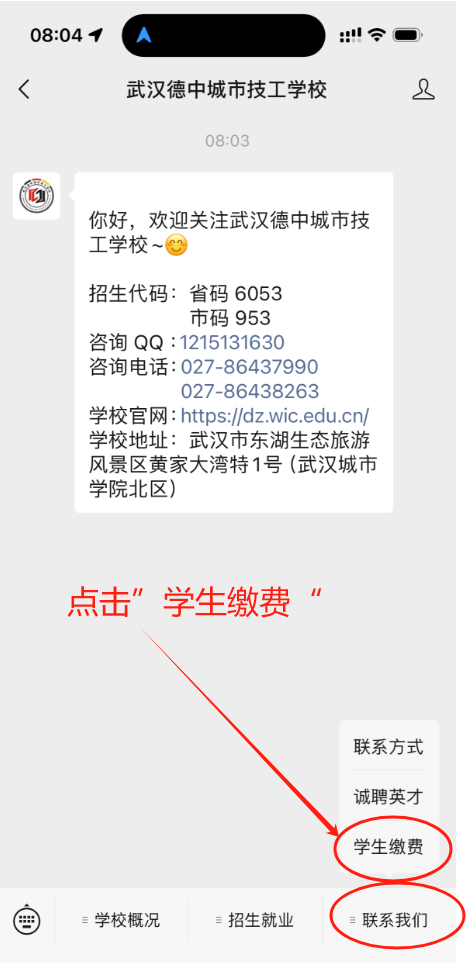 08:04
武汉德中城市技工学校
08:03
你好，欢迎关注武汉德中城市技
工学校~😊
招生代码：省码 6053
市码 953
咨询 QQ：1215131630
咨询电话：027-86437990
027-86438263
学校官网：https://dz.wic.edu.cn/
学校地址：武汉市东湖生态旅游
风景区黄家大湾特1号（武汉城市
学院北区）
点击”学生缴费“
联系方式
诚聘英才
学生缴费
学校概况
招生就业
联系我们